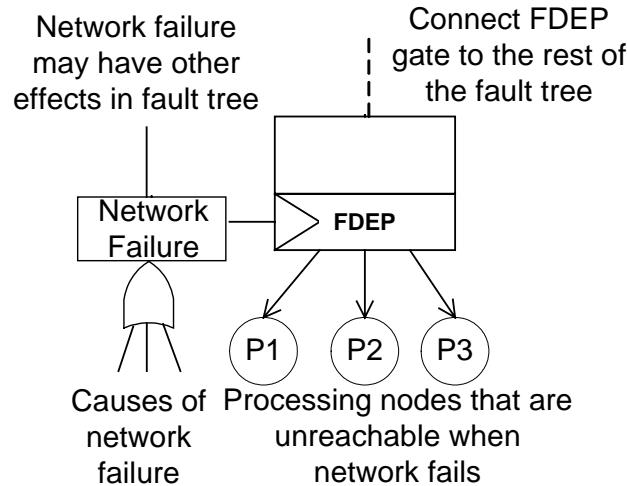 Network failure
may have other
effects in fault tree
Connect FDEP
gate to the rest of
the fault tree
Network
Failure
FDEP
P1
P2
P3
Causes of
network
failure
Processing nodes that are
unreachable when
network fails